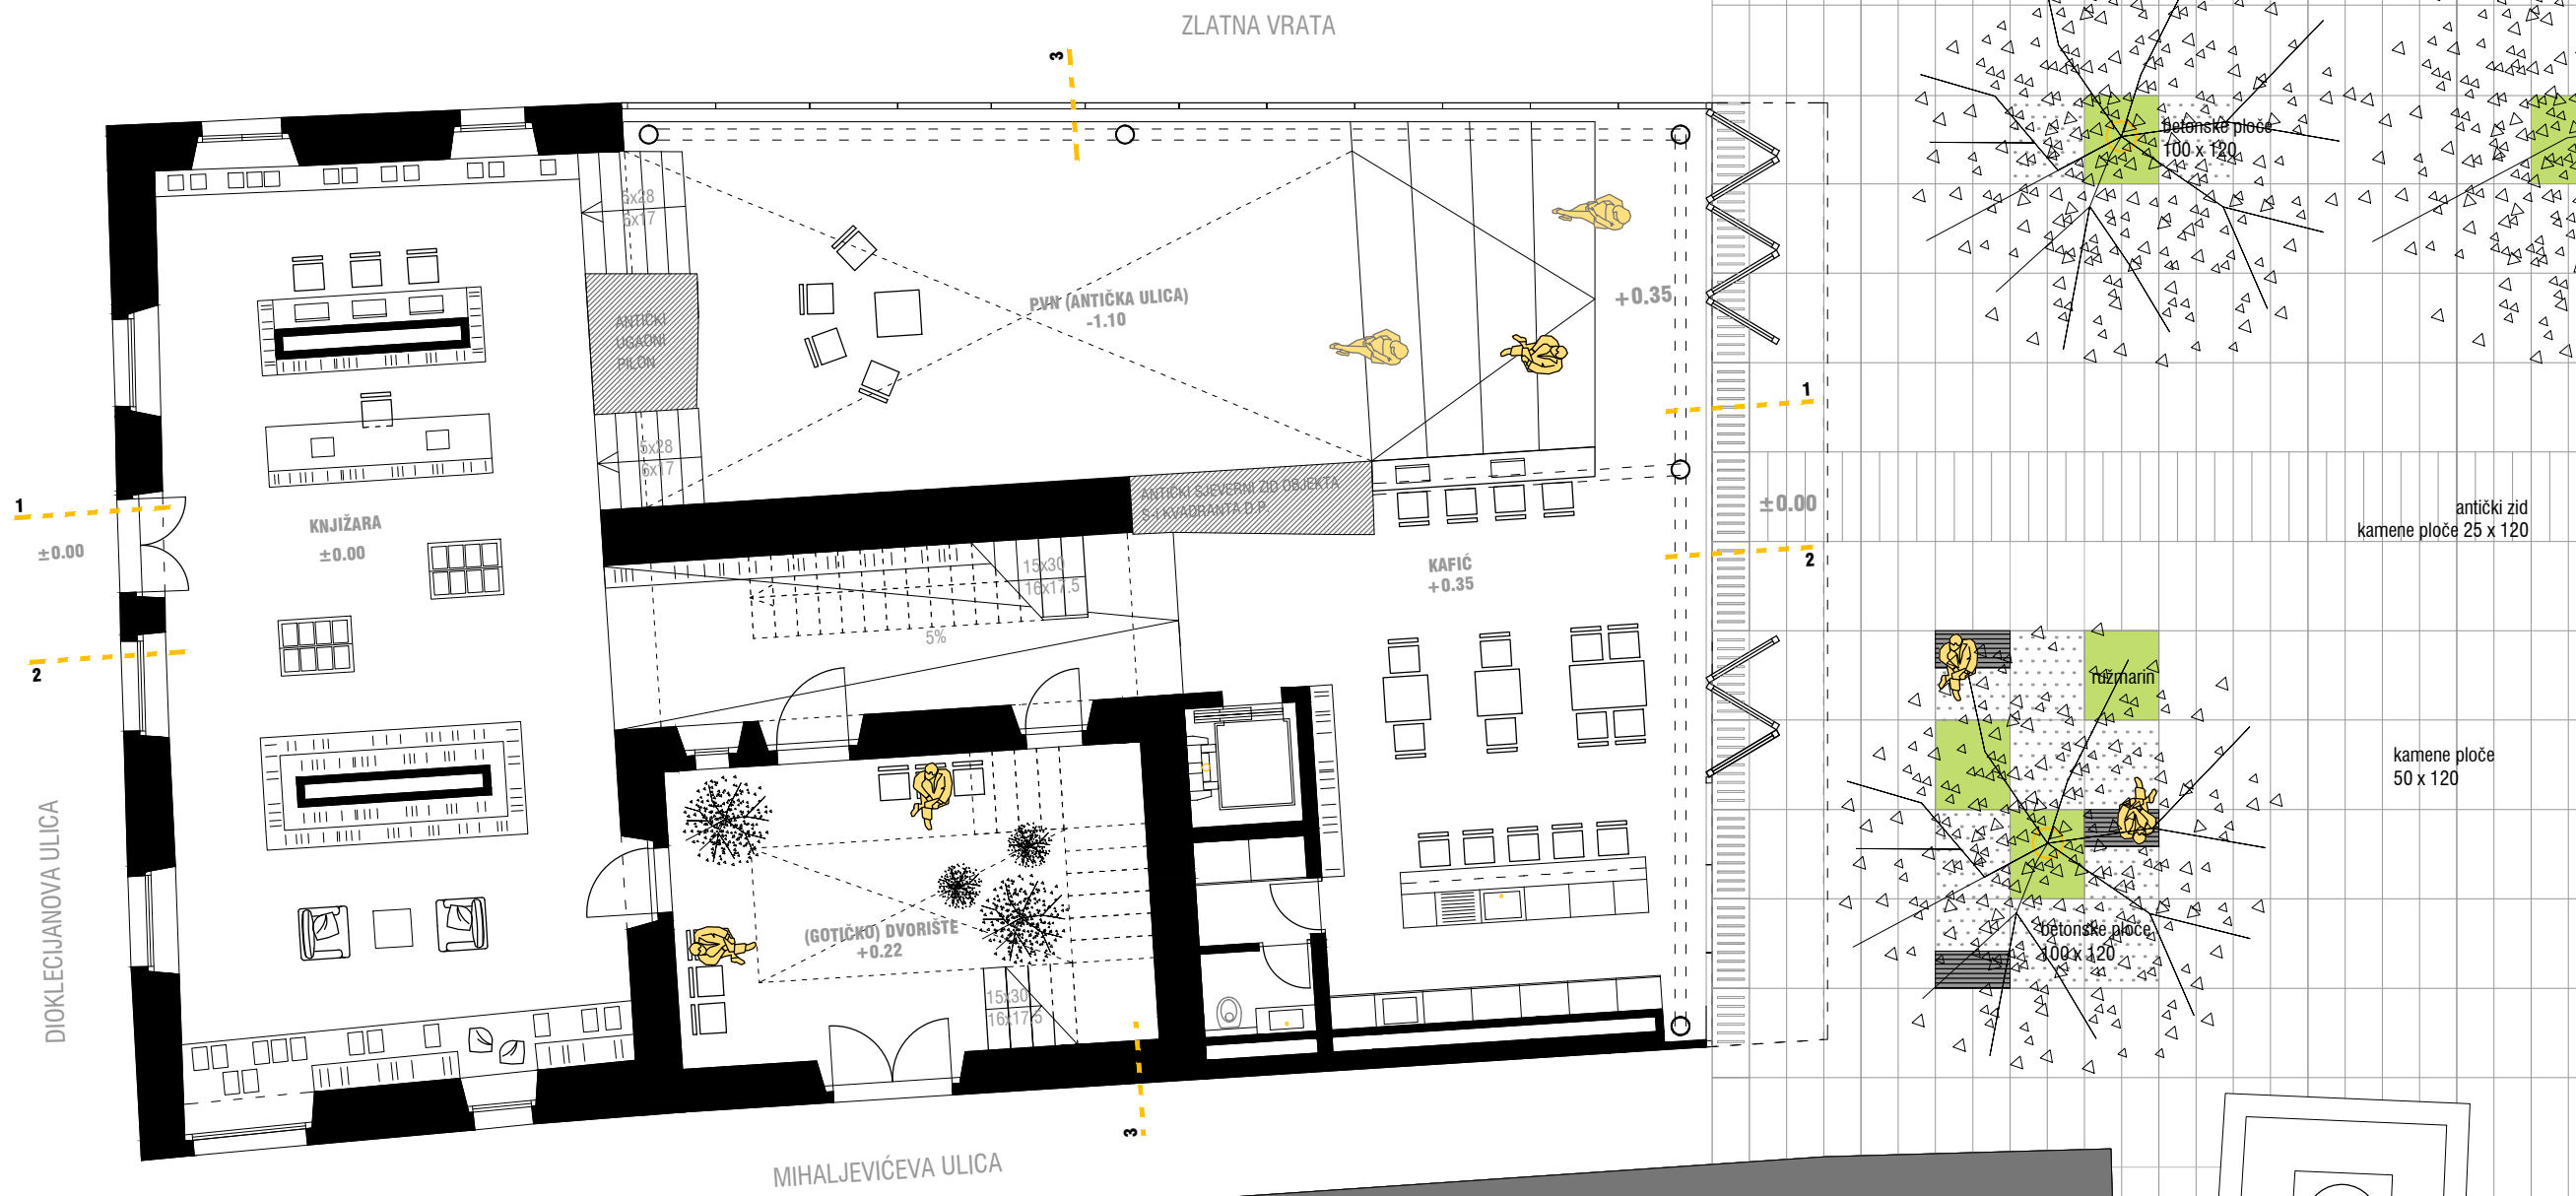 ZLATNA VRATA
3
betonske ploče
100 x 120
5x28
6x17
PVN (ANTIČKA ULICA)
-1.10
+0.35
ANTIČKI
UGAONI
PILON
1
5x28
6x17
ANTIČKI SJEVERNI ZID OBJEKTA
S-I KVADRANTA D.P.
1
±0.00
KNJIŽARA
±0.00
±0.00
antički zid
kamene ploče 25 x 120
2
KAFIĆ
+0.35
15x30
16x17.5
5%
2
ružmarin
kamene ploče
50 x 120
DIOKLECIJANOVA ULICA
(GOTIČKO) DVORIŠTE
+0.22
betonske ploče
100 x 120
15x30
16x17.5
3
MIHALJEVIĆEVA ULICA